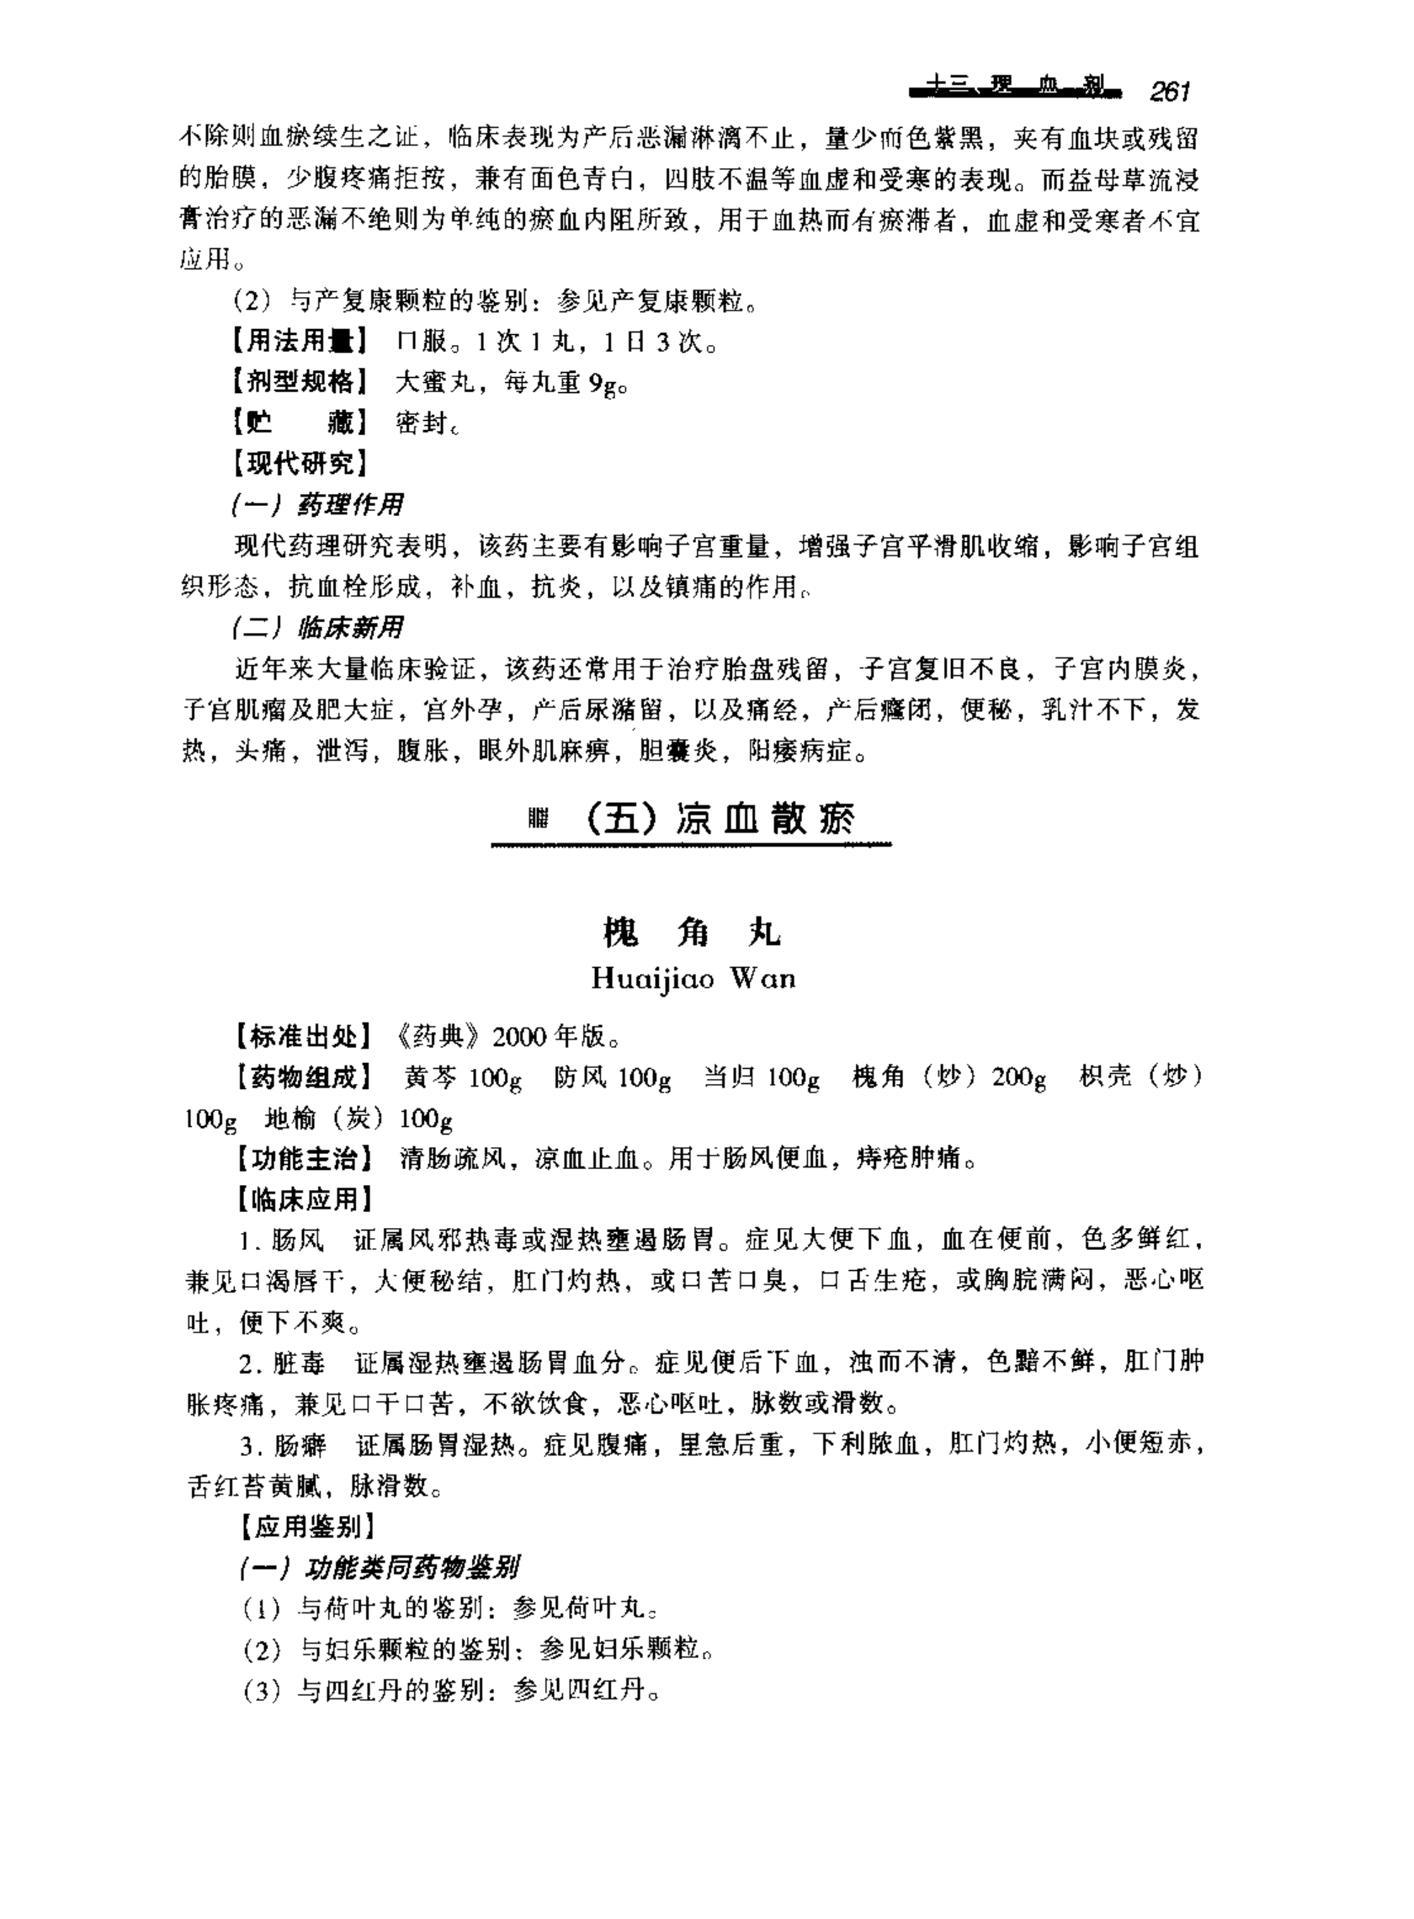 十三、理血剂 261
不除则血瘀续生之证，临床表现为产后恶漏淋漓不止，量少而色紫黑，夹有血块或残留
的胎膜，少腹疼痛拒按，兼有面色青白，四肢不温等血虚和受寒的表现。而益母草流浸
膏治疗的恶漏不绝则为单纯的瘀血内阻所致，用于血热而有瘀滞者，血虚和受寒者不宜
应用。
（2）与产复康颗粒的鉴别：参见产复康颗粒。
【用法用量】 口服。1次1丸，1日3次。
【剂型规格】 大蜜丸，每丸重9g。
【贮　　藏】 密封。
【现代研究】
（一）药理作用
现代药理研究表明，该药主要有影响子宫重量，增强子宫平滑肌收缩，影响子宫组
织形态，抗血栓形成，补血，抗炎，以及镇痛的作用。
（二）临床新用
近年来大量临床验证，该药还常用于治疗胎盘残留，子宫复旧不良，子宫内膜炎，
子宫肌瘤及肥大症，宫外孕，产后尿潴留，以及痛经，产后癃闭，便秘，乳汁不下，发
热，头痛，泄泻，腹胀，眼外肌麻痹，胆囊炎，阳痿病症。
（五）凉血散瘀
槐角丸
Huaijiao Wan
【标准出处】《药典》2000年版。
【药物组成】 黄芩100g 防风100g 当归100g 槐角（炒）200g 枳壳（炒）
100g 地榆（炭）100g
【功能主治】 清肠疏风，凉血止血。用于肠风便血，痔疮肿痛。
【临床应用】
1. 肠风 证属风邪热毒或湿热壅遏肠胃。症见大便下血，血在便前，色多鲜红，
兼见口渴唇干，大便秘结，肛门灼热，或口苦口臭，口舌生疮，或胸脘满闷，恶心呕
吐，便下不爽。
2. 脏毒 证属湿热壅遏肠胃血分。症见便后下血，浊而不清，色黯不鲜，肛门肿
胀疼痛，兼见口干口苦，不欲饮食，恶心呕吐，脉数或滑数。
3. 肠澼 证属肠胃湿热。症见腹痛，里急后重，下利脓血，肛门灼热，小便短赤，
舌红苔黄腻，脉滑数。
【应用鉴别】
（一）功能类同药物鉴别
（1）与荷叶丸的鉴别：参见荷叶丸。
（2）与妇乐颗粒的鉴别：参见妇乐颗粒。
（3）与四红丹的鉴别：参见四红丹。